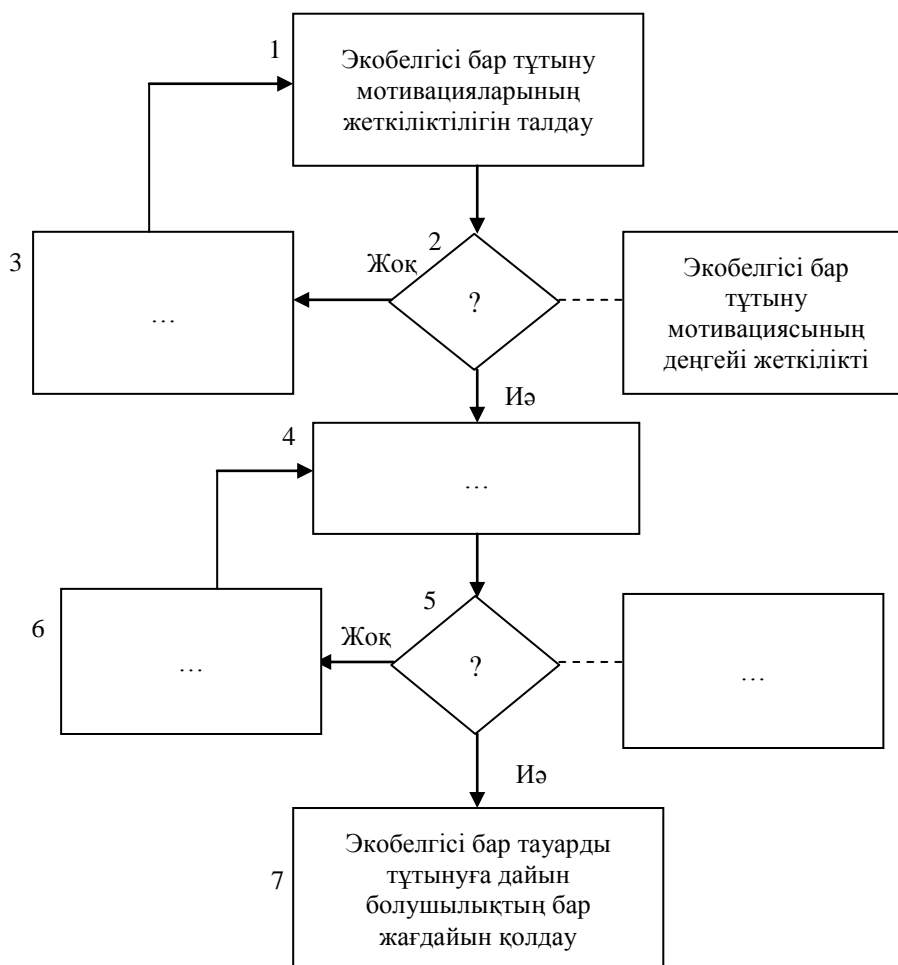 1
Экобелгісі бар тұтыну
мотивацияларының
жеткіліктілігін талдау
2
3
Жоқ
...
?
Экобелгісі бар
тұтыну
мотивациясының
деңгейі жеткілікті
Иә
4
...
5
6
Жоқ
...
?
...
Иә
7
Экобелгісі бар тауарды
тұтынуға дайын
болушылықтың бар
жағдайын қолдау